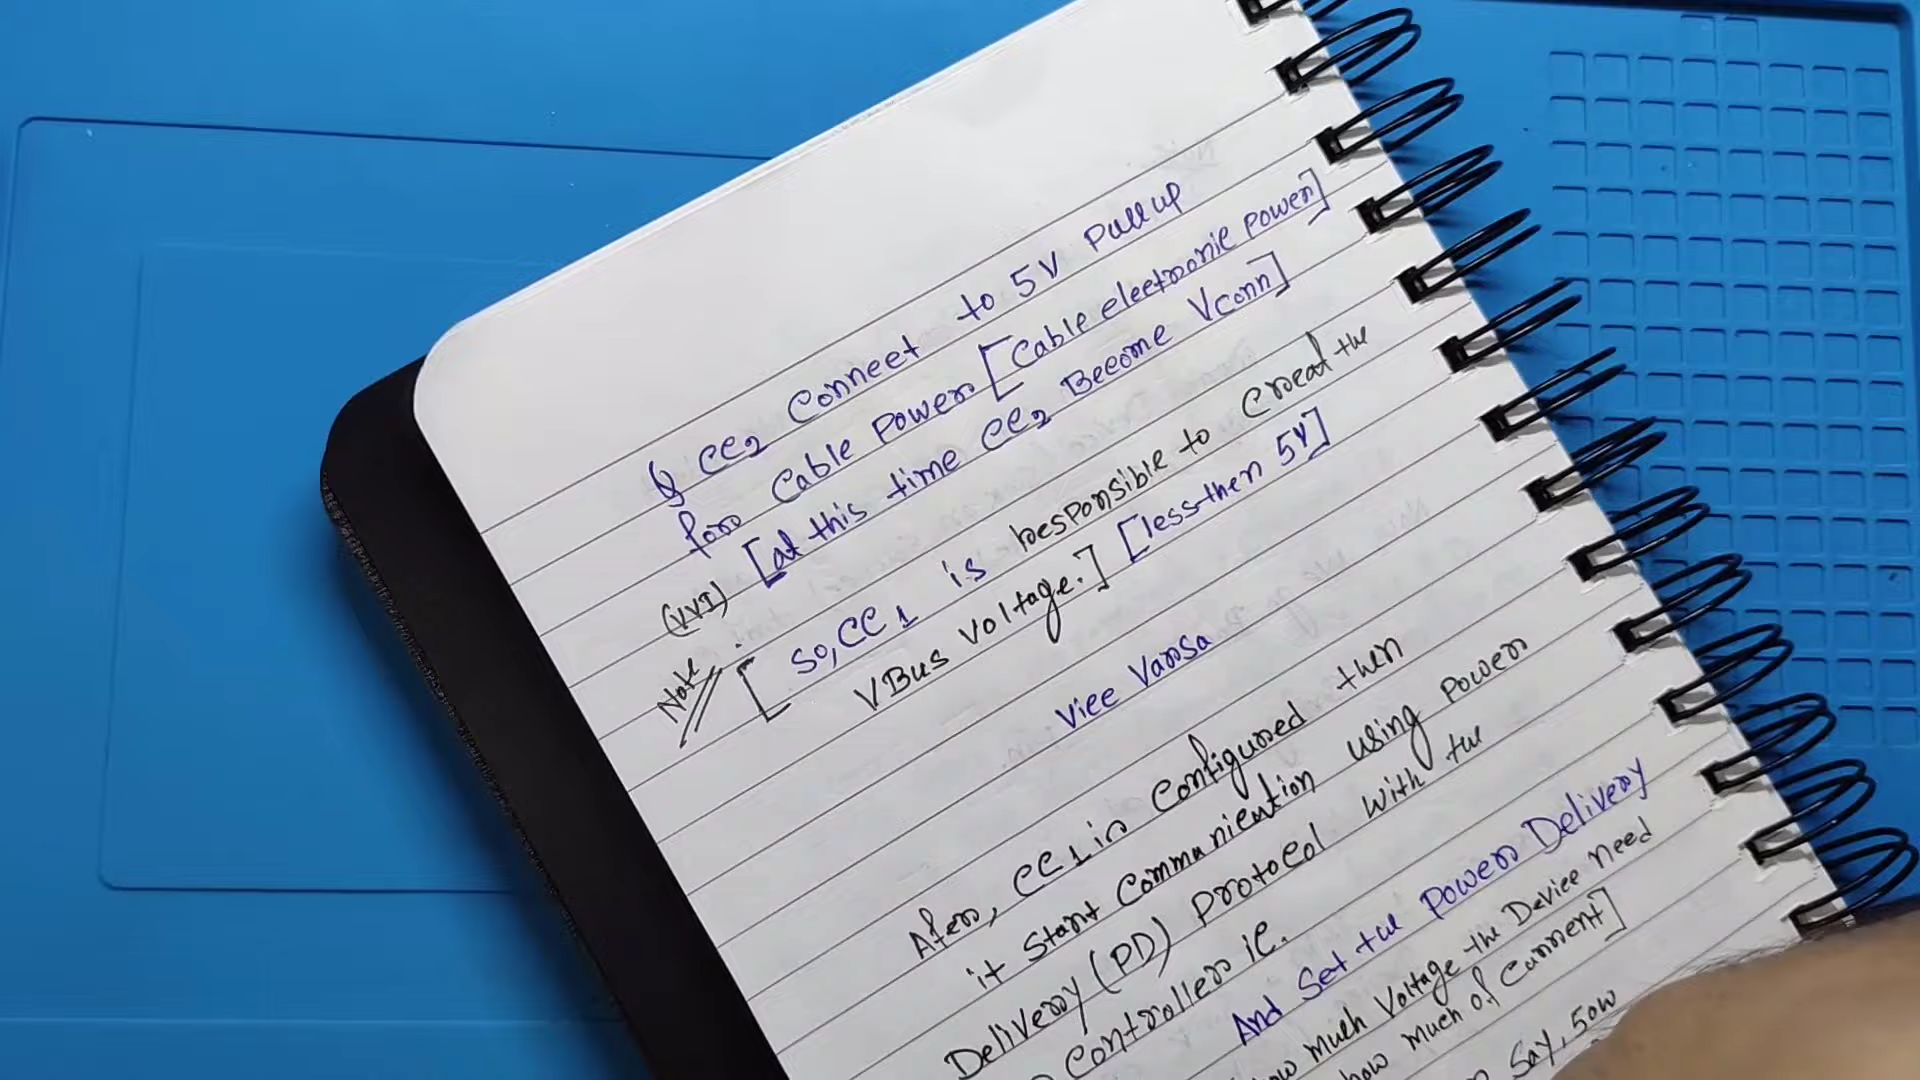 & CC2 Connect to 5V Pull up
for Cable Power [Cable electronic Power]
(VVI) [at this time CC2 Become Vconn]
Note: [So, CC1 is responsible to Creat the
VBus Voltage.] [less then 5V]
Vice Varsa
After, CC1 is Configured then
it Start Communication using Power
Delivery (PD) Protocol with the
Controller ic.
And Set the Power Delivery
how much Voltage the Device need
how much of Current]
Say, 50w